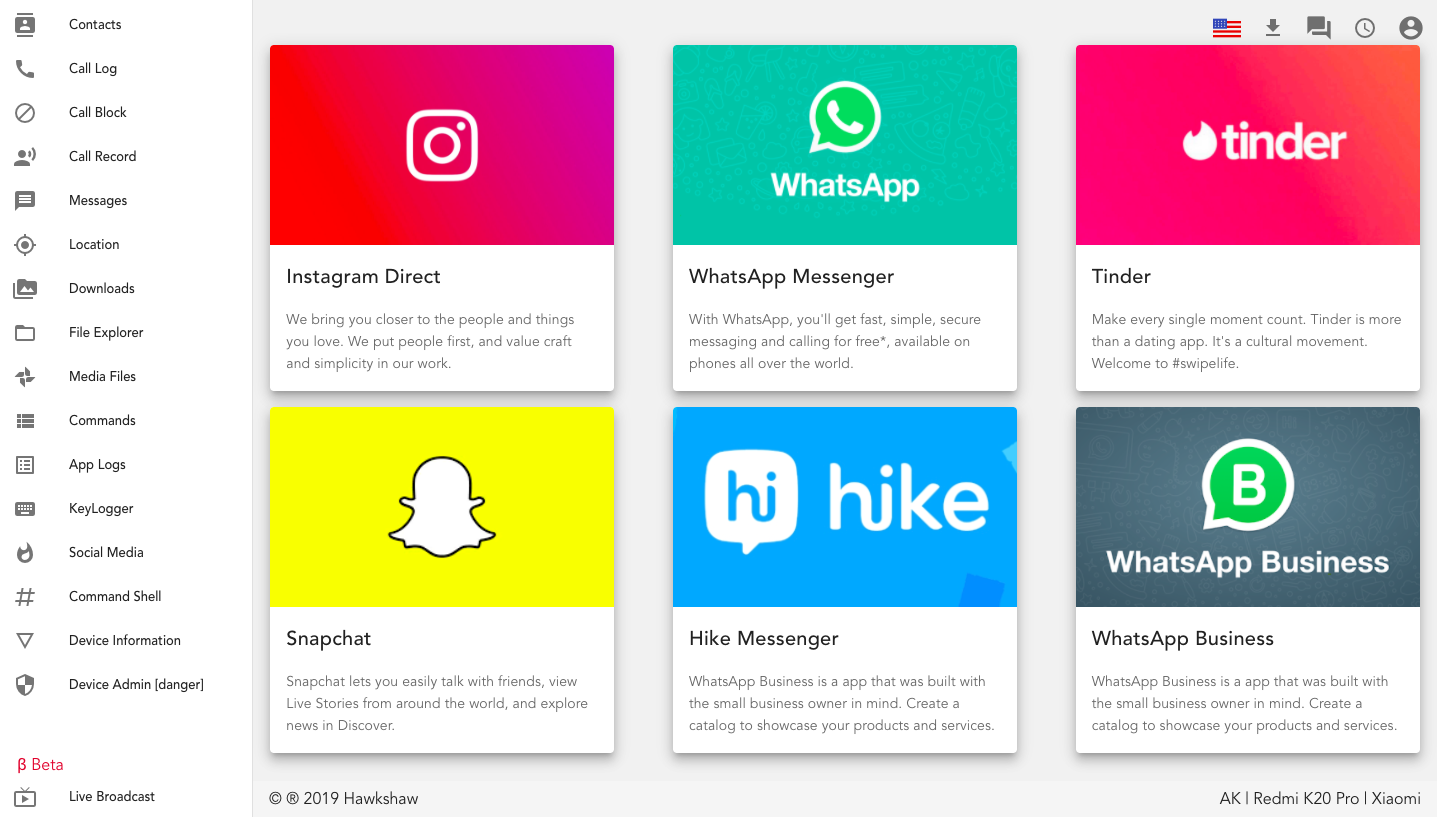 Contacts
Call Log
Call Block
Call Record
Messages
Location
Downloads
File Explorer
Media Files
Commands
App Logs
KeyLogger
Social Media
Command Shell
Device Information
Device Admin [danger]
β Beta
Live Broadcast
Instagram Direct
We bring you closer to the people and things
you love. We put people first, and value craft
and simplicity in our work.
WhatsApp
WhatsApp Messenger
With WhatsApp, you'll get fast, simple, secure
messaging and calling for free*, available on
phones all over the world.
tinder
Tinder
Make every single moment count. Tinder is more
than a dating app. It's a cultural movement.
Welcome to #swipelife.
Snapchat
Snapchat lets you easily talk with friends, view
Live Stories from around the world, and explore
news in Discover.
hi hike
Hike Messenger
WhatsApp Business is a app that was built with
the small business owner in mind. Create a
catalog to showcase your products and services.
B
WhatsApp Business
WhatsApp Business
WhatsApp Business is a app that was built with
the small business owner in mind. Create a
catalog to showcase your products and services.
© ® 2019 Hawkshaw
AK | Redmi K20 Pro | Xiaomi